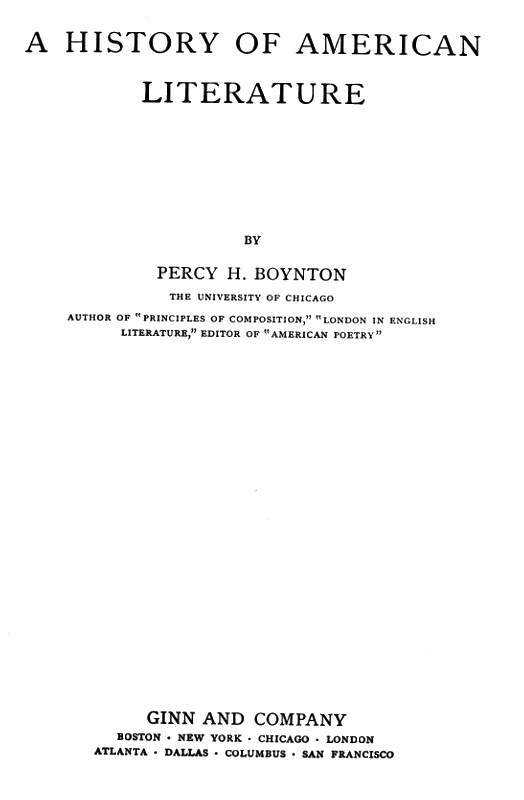 A HISTORY OF AMERICAN
LITERATURE
BY
PERCY H. BOYNTON
THE UNIVERSITY OF CHICAGO
AUTHOR OF "PRINCIPLES OF COMPOSITION," "LONDON IN ENGLISH
LITERATURE," EDITOR OF "AMERICAN POETRY"
GINN AND COMPANY
BOSTON · NEW YORK · CHICAGO · LONDON
ATLANTA · DALLAS · COLUMBUS · SAN FRANCISCO